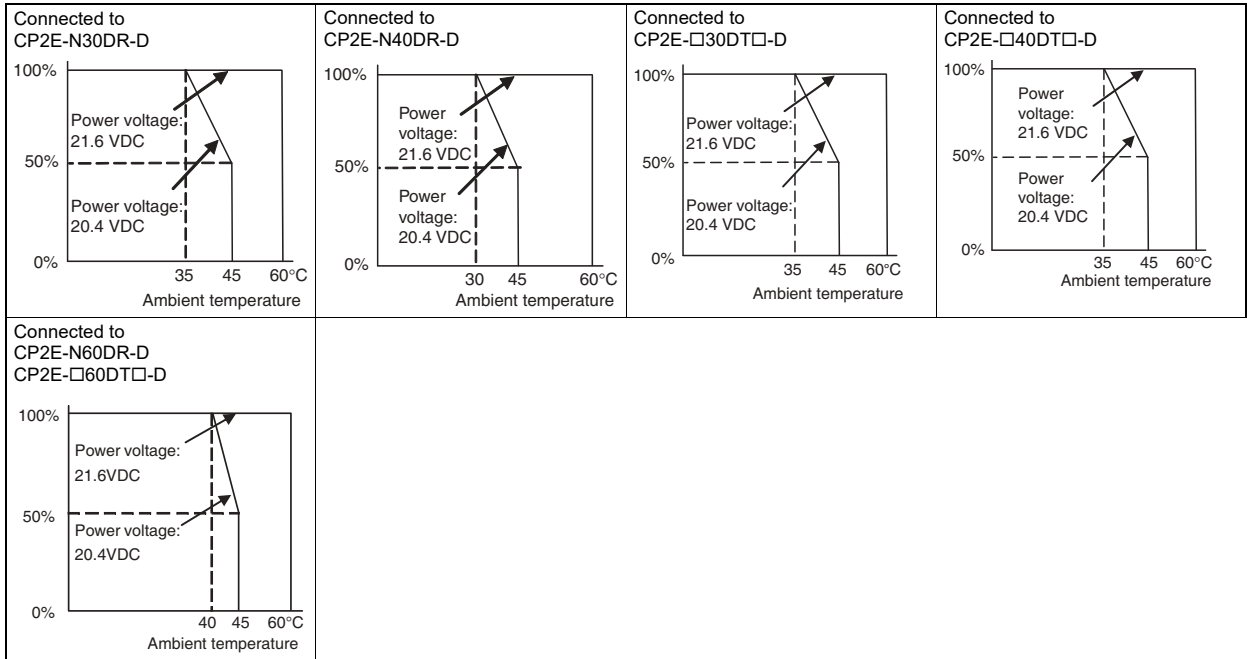 Connected to
CP2E-N30DR-D
100%
Power voltage:
21.6 VDC
50%
Power voltage:
20.4 VDC
0%
35 45 60°C
Ambient temperature
Connected to
CP2E-N40DR-D
100%
Power
voltage:
21.6 VDC
50%
Power
voltage:
20.4 VDC
0%
30 45 60°C
Ambient temperature
Connected to
CP2E-□30DT□-D
100%
Power voltage:
21.6 VDC
50%
Power voltage:
20.4 VDC
0%
35 45 60°C
Ambient temperature
Connected to
CP2E-□40DT□-D
100%
Power
voltage:
21.6 VDC
50%
Power
voltage:
20.4 VDC
0%
35 45 60°C
Ambient temperature
Connected to
CP2E-N60DR-D
CP2E-□60DT□-D
100%
Power voltage:
21.6VDC
50%
Power voltage:
20.4VDC
0%
40 45 60°C
Ambient temperature